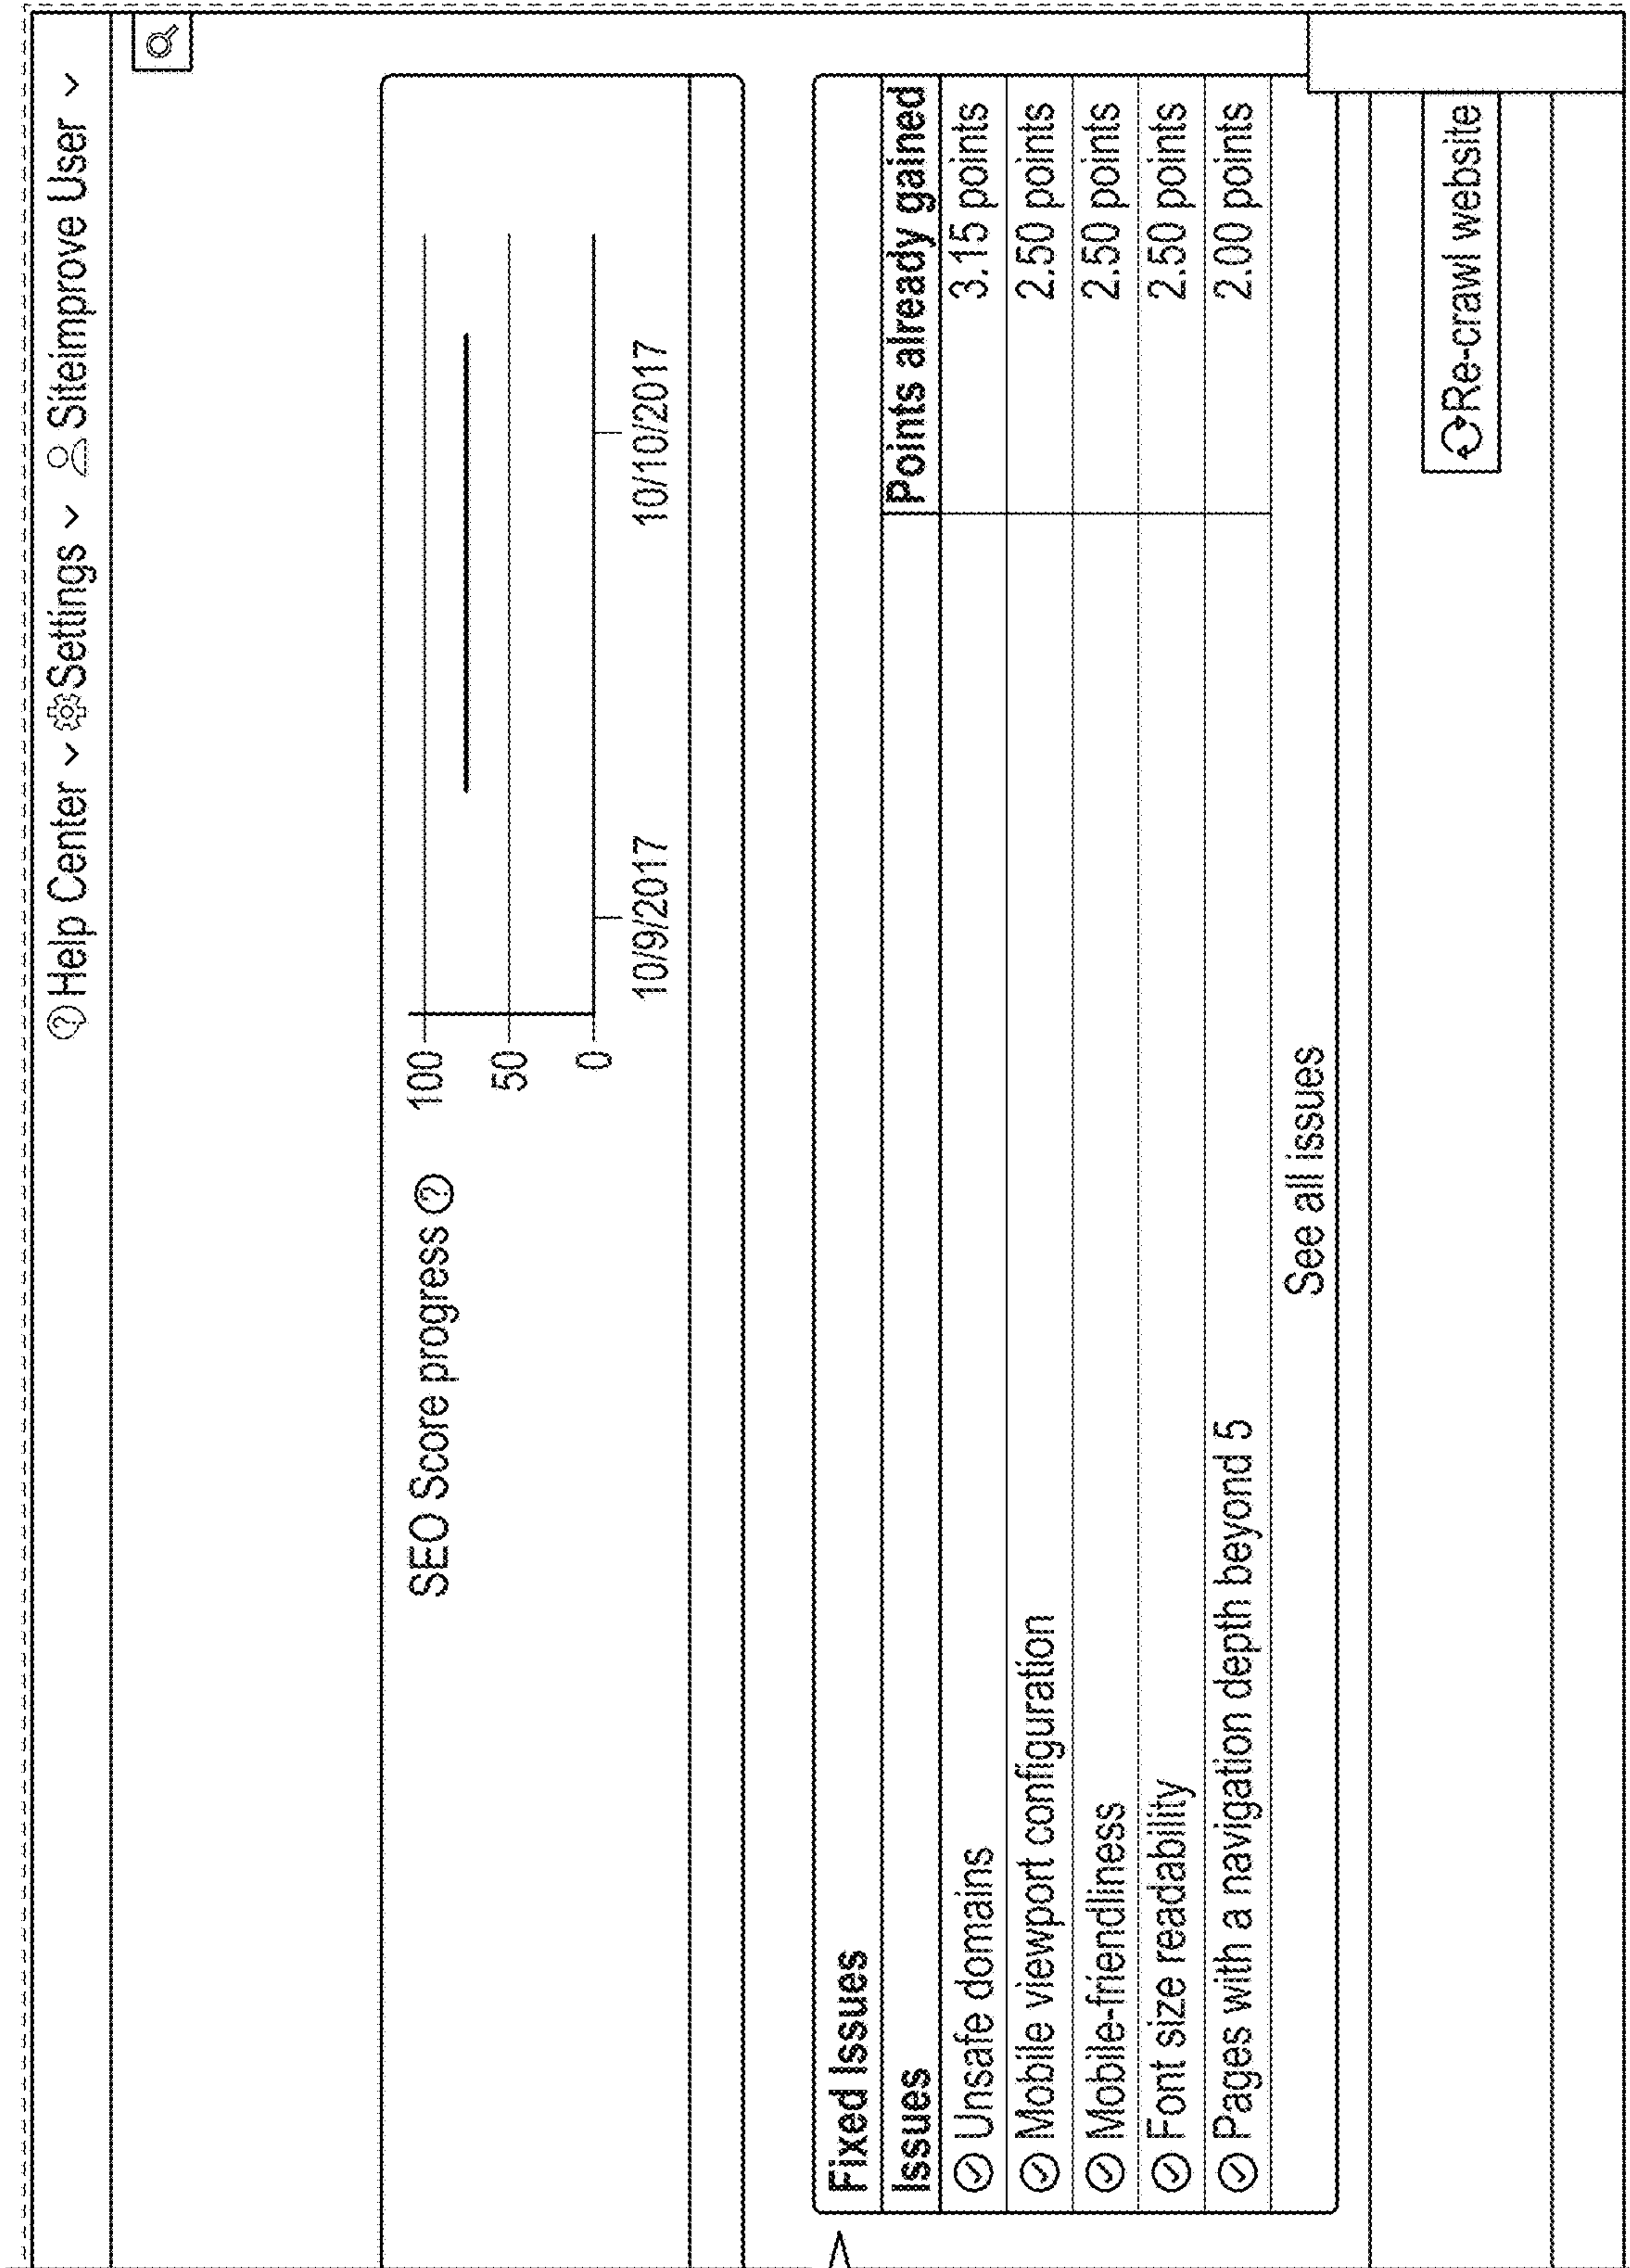 Help Center Settings Siteimprove User
SEO Score progress
100
50
0
10/9/2017 10/10/2017
Fixed Issues
Issues Points already gained
Unsafe domains 3.15 points
Mobile viewport configuration 2.50 points
Mobile-friendliness 2.50 points
Font size readability 2.50 points
Pages with a navigation depth beyond 5 2.00 points
See all issues
Re-crawl website